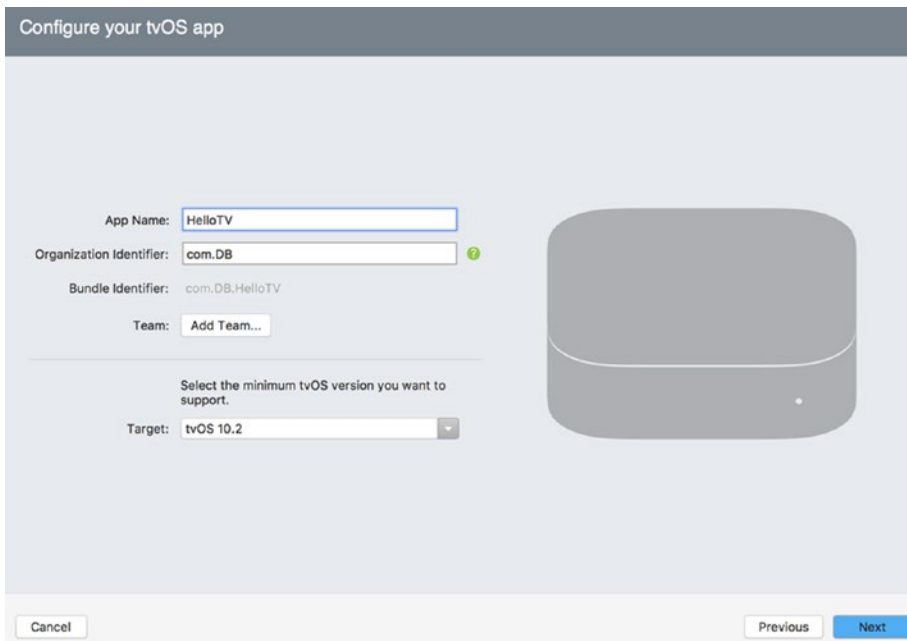 Configure your tvOS app
App Name: HelloTV
Organization Identifier: com.DB ?
Bundle Identifier: com.DB.HelloTV
Team: Add Team...
Select the minimum tvOS version you want to
support.
Target: tvOS 10.2
Cancel Previous Next